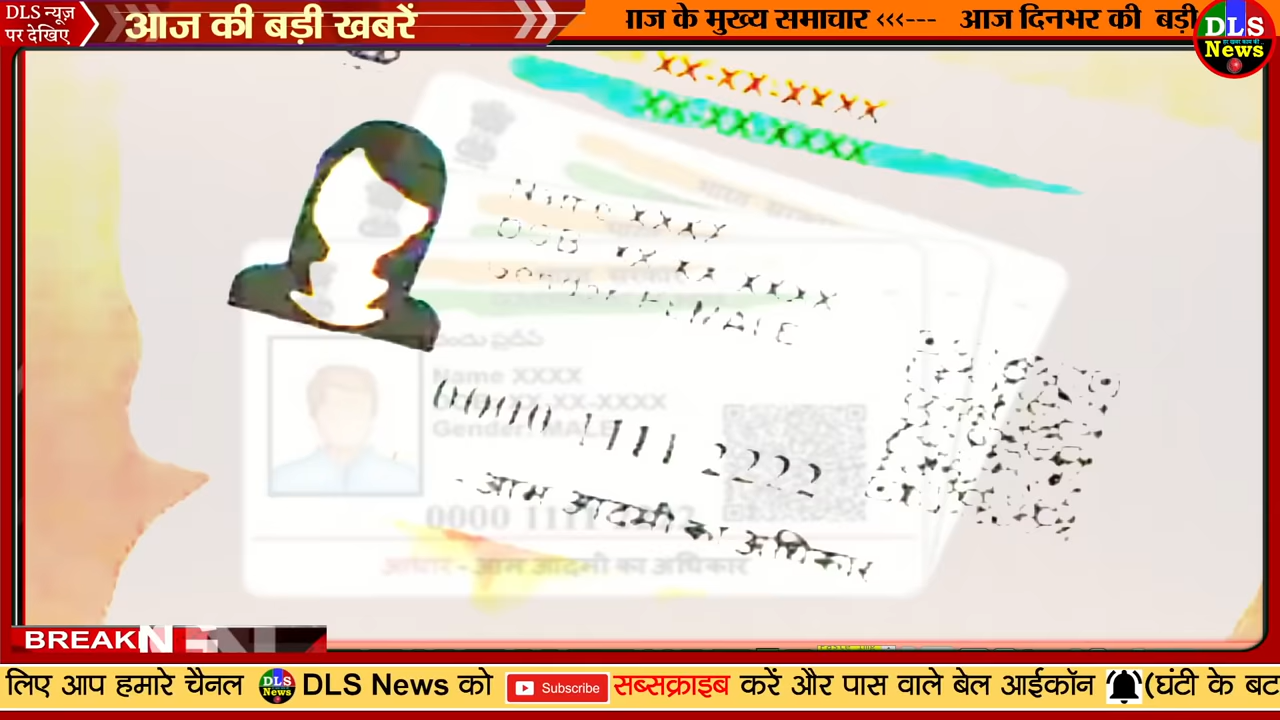 DLS न्यूज़
पर देखिए
आज की बड़ी खबरें
ाज के मुख्य समाचार ‹‹‹--- आज दिनभर की बड़ी
DLS
News
XX-XX-XXXX
XX-XX-XXXX
Name XXXX
DOB XX XX XXXX
Gender FEMALE
Name XXXX
DOB XX-XX-XXXX
Gender: MALE
1111 2222
- आम आदमी का अधिकार
0000 1111
आधार - आम आदमी का अधिकार
BREAK
लिए आप हमारे चैनल DLS News DLS News को Subscribe सब्सक्राइब करें और पास वाले बेल आईकॉन (घंटी के बट